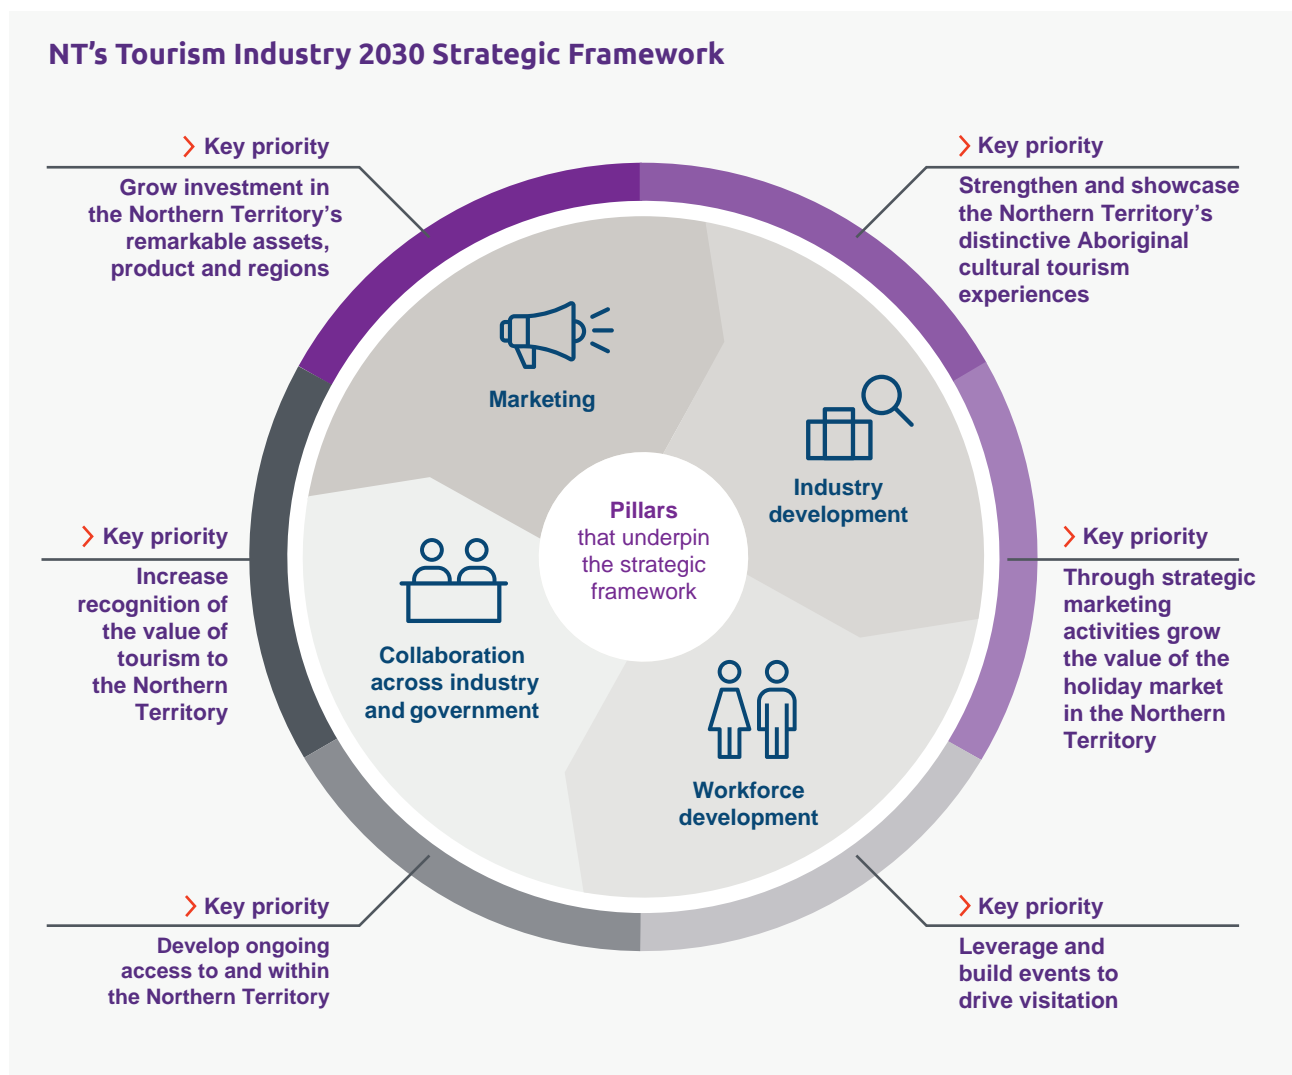 NT’s Tourism Industry 2030 Strategic Framework
Key priority
Grow investment in
the Northern Territory’s
remarkable assets,
product and regions
Key priority
Strengthen and showcase
the Northern Territory’s
distinctive Aboriginal
cultural tourism
experiences
Marketing
Industry
development
Pillars
that underpin
the strategic
framework
Key priority
Increase
recognition of
the value of
tourism to
the Northern
Territory
Key priority
Through strategic
marketing
activities grow
the value of the
holiday market
in the Northern
Territory
Collaboration
across industry
and government
Workforce
development
Key priority
Develop ongoing
access to and within
the Northern Territory
Key priority
Leverage and
build events to
drive visitation